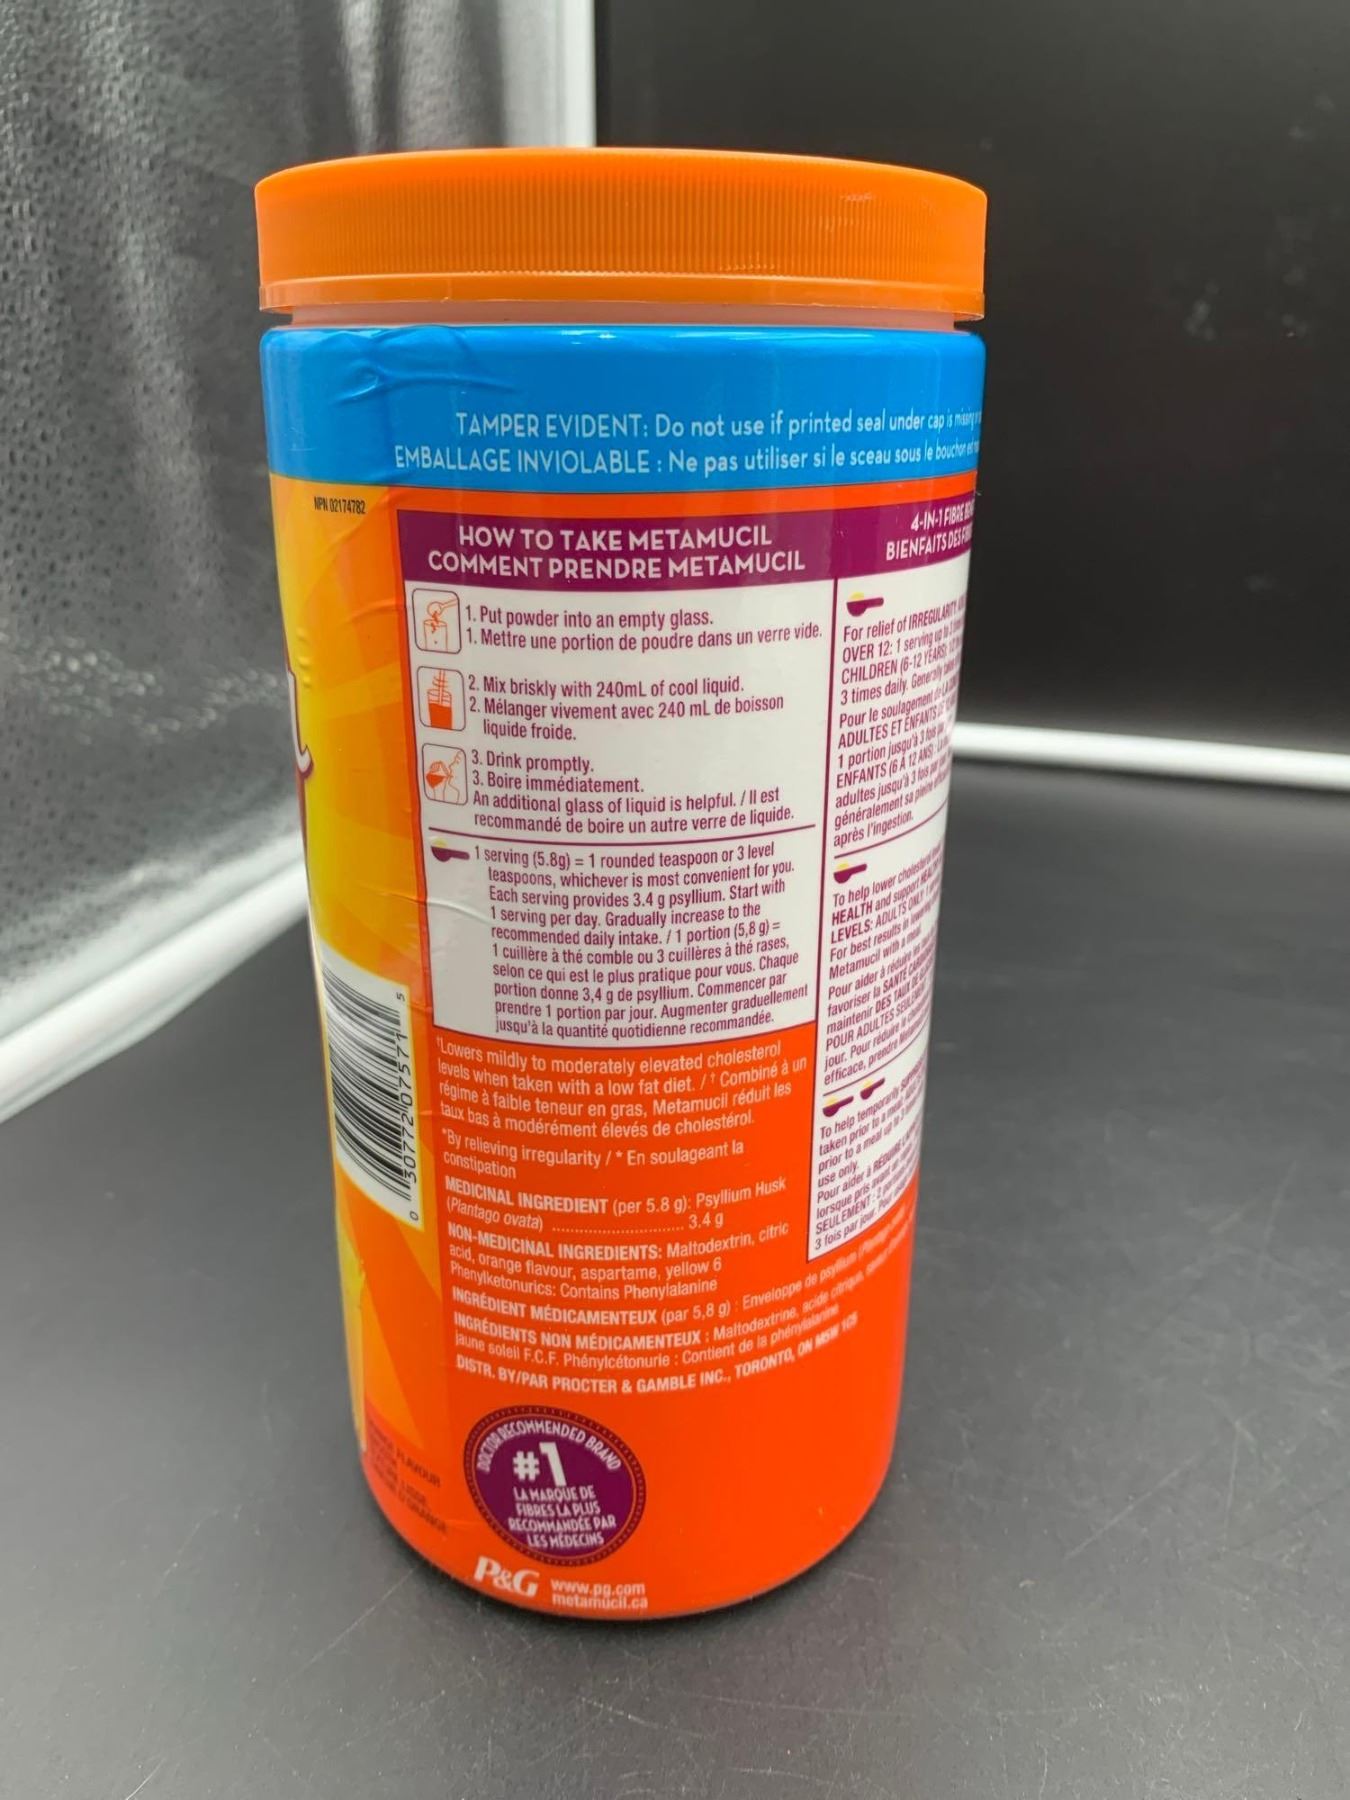 TAMPER EVIDENT: Do not use if printed seal under cap is missing
EMBALLAGE INVIOLABLE : Ne pas utiliser si le sceau sous le bouchon est
NPN 02174782
HOW TO TAKE METAMUCIL
COMMENT PRENDRE METAMUCIL
1. Put powder into an empty glass.
1. Mettre une portion de poudre dans un verre vide.
2. Mix briskly with 240mL of cool liquid.
2. Mélanger vivement avec 240 mL de boisson
liquide froide.
3. Drink promptly.
3. Boire immédiatement.
An additional glass of liquid is helpful. / Il est
recommandé de boire un autre verre de liquide.
1 serving (5.8g) = 1 rounded teaspoon or 3 level
teaspoons, whichever is most convenient for you.
Each serving provides 3.4 g psyllium. Start with
1 serving per day. Gradually increase to the
recommended daily intake. / 1 portion (5,8 g) =
1 cuillère à thé comble ou 3 cuillères à thé rases,
selon ce qui est le plus pratique pour vous. Chaque
portion donne 3,4 g de psyllium. Commencer par
prendre 1 portion par jour. Augmenter graduellement
jusqu'à la quantité quotidienne recommandée.
†Lowers mildly to moderately elevated cholesterol
levels when taken with a low fat diet. / † Combiné à un
régime à faible teneur en gras, Metamucil réduit les
taux bas à modérément élevés de cholestérol.
*By relieving irregularity / * En soulageant la
constipation
MEDICINAL INGREDIENT (per 5.8 g): Psyllium Husk
(Plantago ovata) ........................ 3.4 g
NON-MEDICINAL INGREDIENTS: Maltodextrin, citric
acid, orange flavour, aspartame, yellow 6
Phenylketonurics: Contains Phenylalanine
INGRÉDIENT MÉDICAMENTEUX (par 5,8 g) : Enveloppe de psyllium
INGRÉDIENTS NON MÉDICAMENTEUX : Maltodextrine, acide citrique,
jaune soleil F.C.F. Phénylcétonurie : Contient de la phénylalanine
DISTR. BY/PAR PROCTER & GAMBLE INC., TORONTO, ON M5W 1C5
4-IN-1 FIBRE
BIENFAITS DES
For relief of IRREGULARITY
OVER 12: 1 serving up to 3
CHILDREN (6-12 YEARS):
3 times daily. Generally
Pour le soulagement de
ADULTES ET ENFANTS
1 portion jusqu'à 3 fois
ENFANTS (6 À 12 ANS)
adultes jusqu'à 3 fois par
généralement sa pleine
après l'ingestion.
To help lower cholesterol
HEALTH and support
LEVELS: ADULTS ONLY: 1
For best results in lowering
Metamucil with a meal.
Pour aider à réduire
favoriser la SANTÉ
maintenir DES TAUX DE
POUR ADULTES SEULEMENT
jour. Pour réduire le
efficace, prendre
To help temporarily
taken prior to a meal.
prior to a meal up to 3
use only.
Pour aider à RÉDUIRE
lorsque pris avant
SEULEMENT : 2
3 fois par jour.
0 30772 07571 5
DOCTOR RECOMMENDED BRAND
#1
LA MARQUE DE
FIBRES LA PLUS
RECOMMANDÉE PAR
LES MÉDECINS
P&G
www.pg.com
metamucil.ca